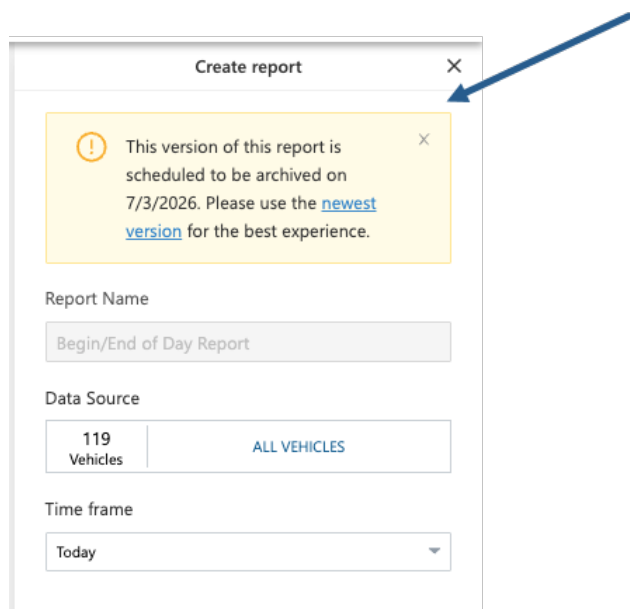 Create report
This version of this report is
scheduled to be archived on
7/3/2026. Please use the newest
version for the best experience.
Report Name
Begin/End of Day Report
Data Source
119
Vehicles
ALL VEHICLES
Time frame
Today